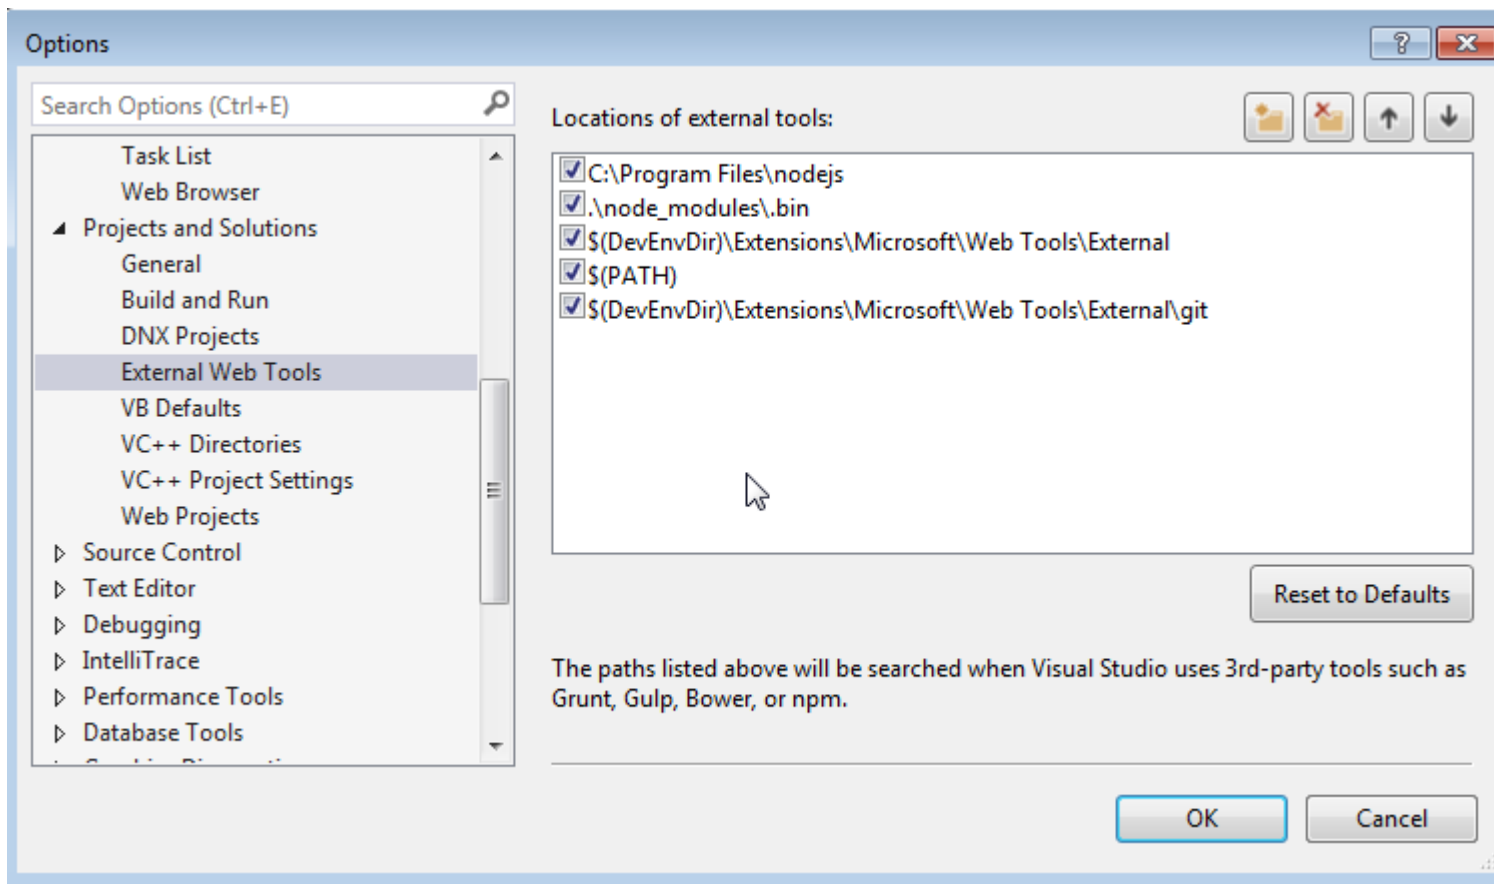 Options
Search Options (Ctrl+E)
Task List
Web Browser
Projects and Solutions
General
Build and Run
DNX Projects
External Web Tools
VB Defaults
VC++ Directories
VC++ Project Settings
Web Projects
Source Control
Text Editor
Debugging
IntelliTrace
Performance Tools
Database Tools
Locations of external tools:
C:\Program Files\nodejs
.\node_modules\.bin
$(DevEnvDir)\Extensions\Microsoft\Web Tools\External
$(PATH)
$(DevEnvDir)\Extensions\Microsoft\Web Tools\External\git
Reset to Defaults
The paths listed above will be searched when Visual Studio uses 3rd-party tools such as
Grunt, Gulp, Bower, or npm.
OK
Cancel